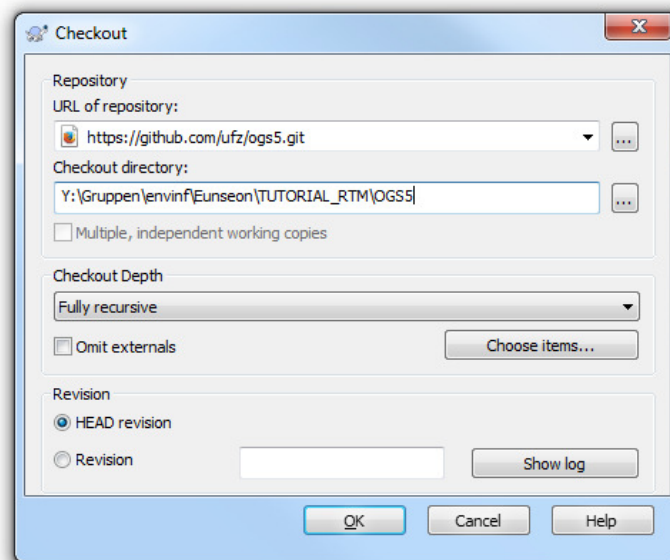 Checkout
Repository
URL of repository:
https://github.com/ufz/ogs5.git
...
Checkout directory:
Y:\Gruppen\envinf\Eunseon\TUTORIAL_RTM\OGS5
...
Multiple, independent working copies
Checkout Depth
Fully recursive
Omit externals
Choose items...
Revision
HEAD revision
Revision
Show log
OK
Cancel
Help